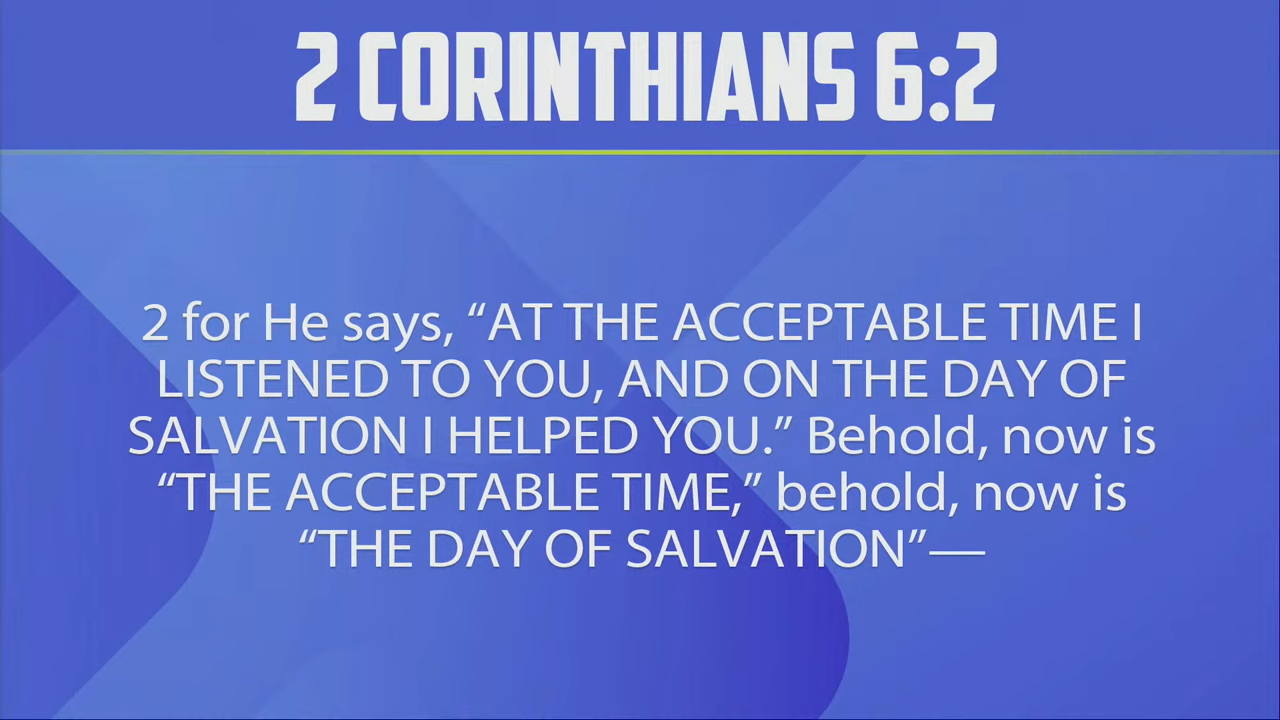 2 CORINTHIANS 6:2
2 for He says, “AT THE ACCEPTABLE TIME I
LISTENED TO YOU, AND ON THE DAY OF
SALVATION I HELPED YOU.” Behold, now is
“THE ACCEPTABLE TIME,” behold, now is
“THE DAY OF SALVATION”—